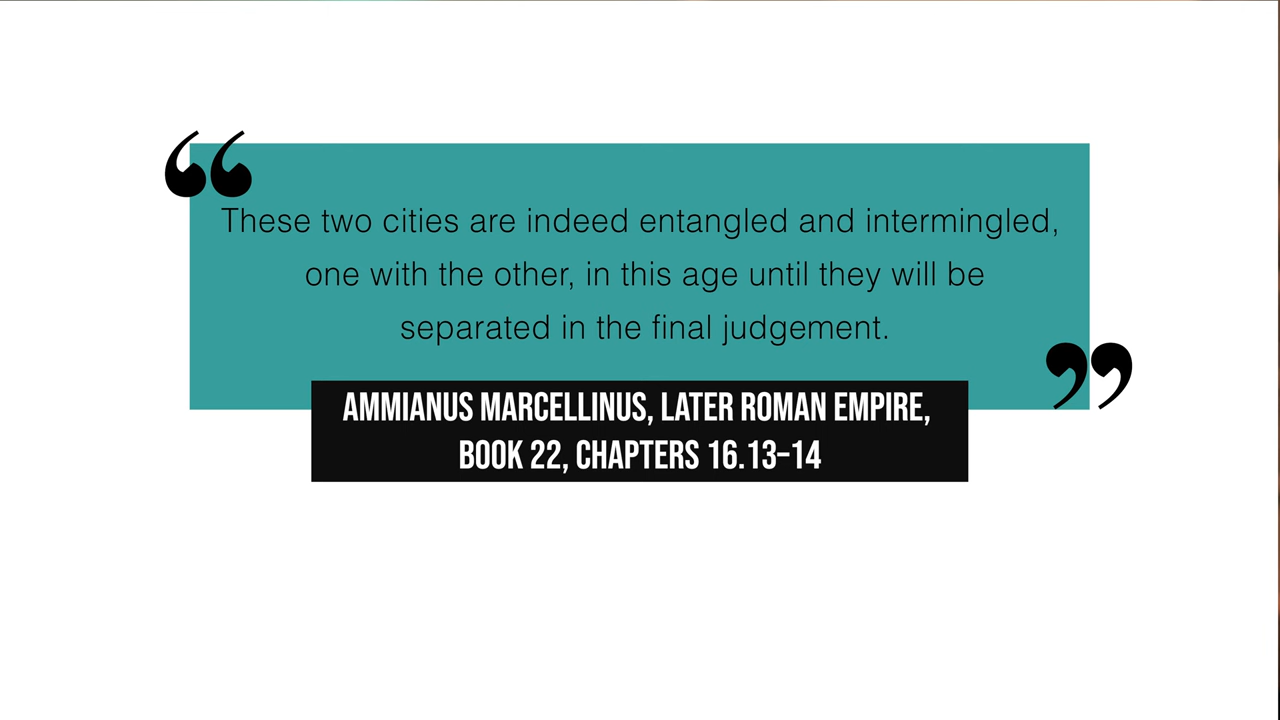 These two cities are indeed entangled and intermingled,
one with the other, in this age until they will be
separated in the final judgement.
AMMIANUS MARCELLINUS, LATER ROMAN EMPIRE,
BOOK 22, CHAPTERS 16.13–14